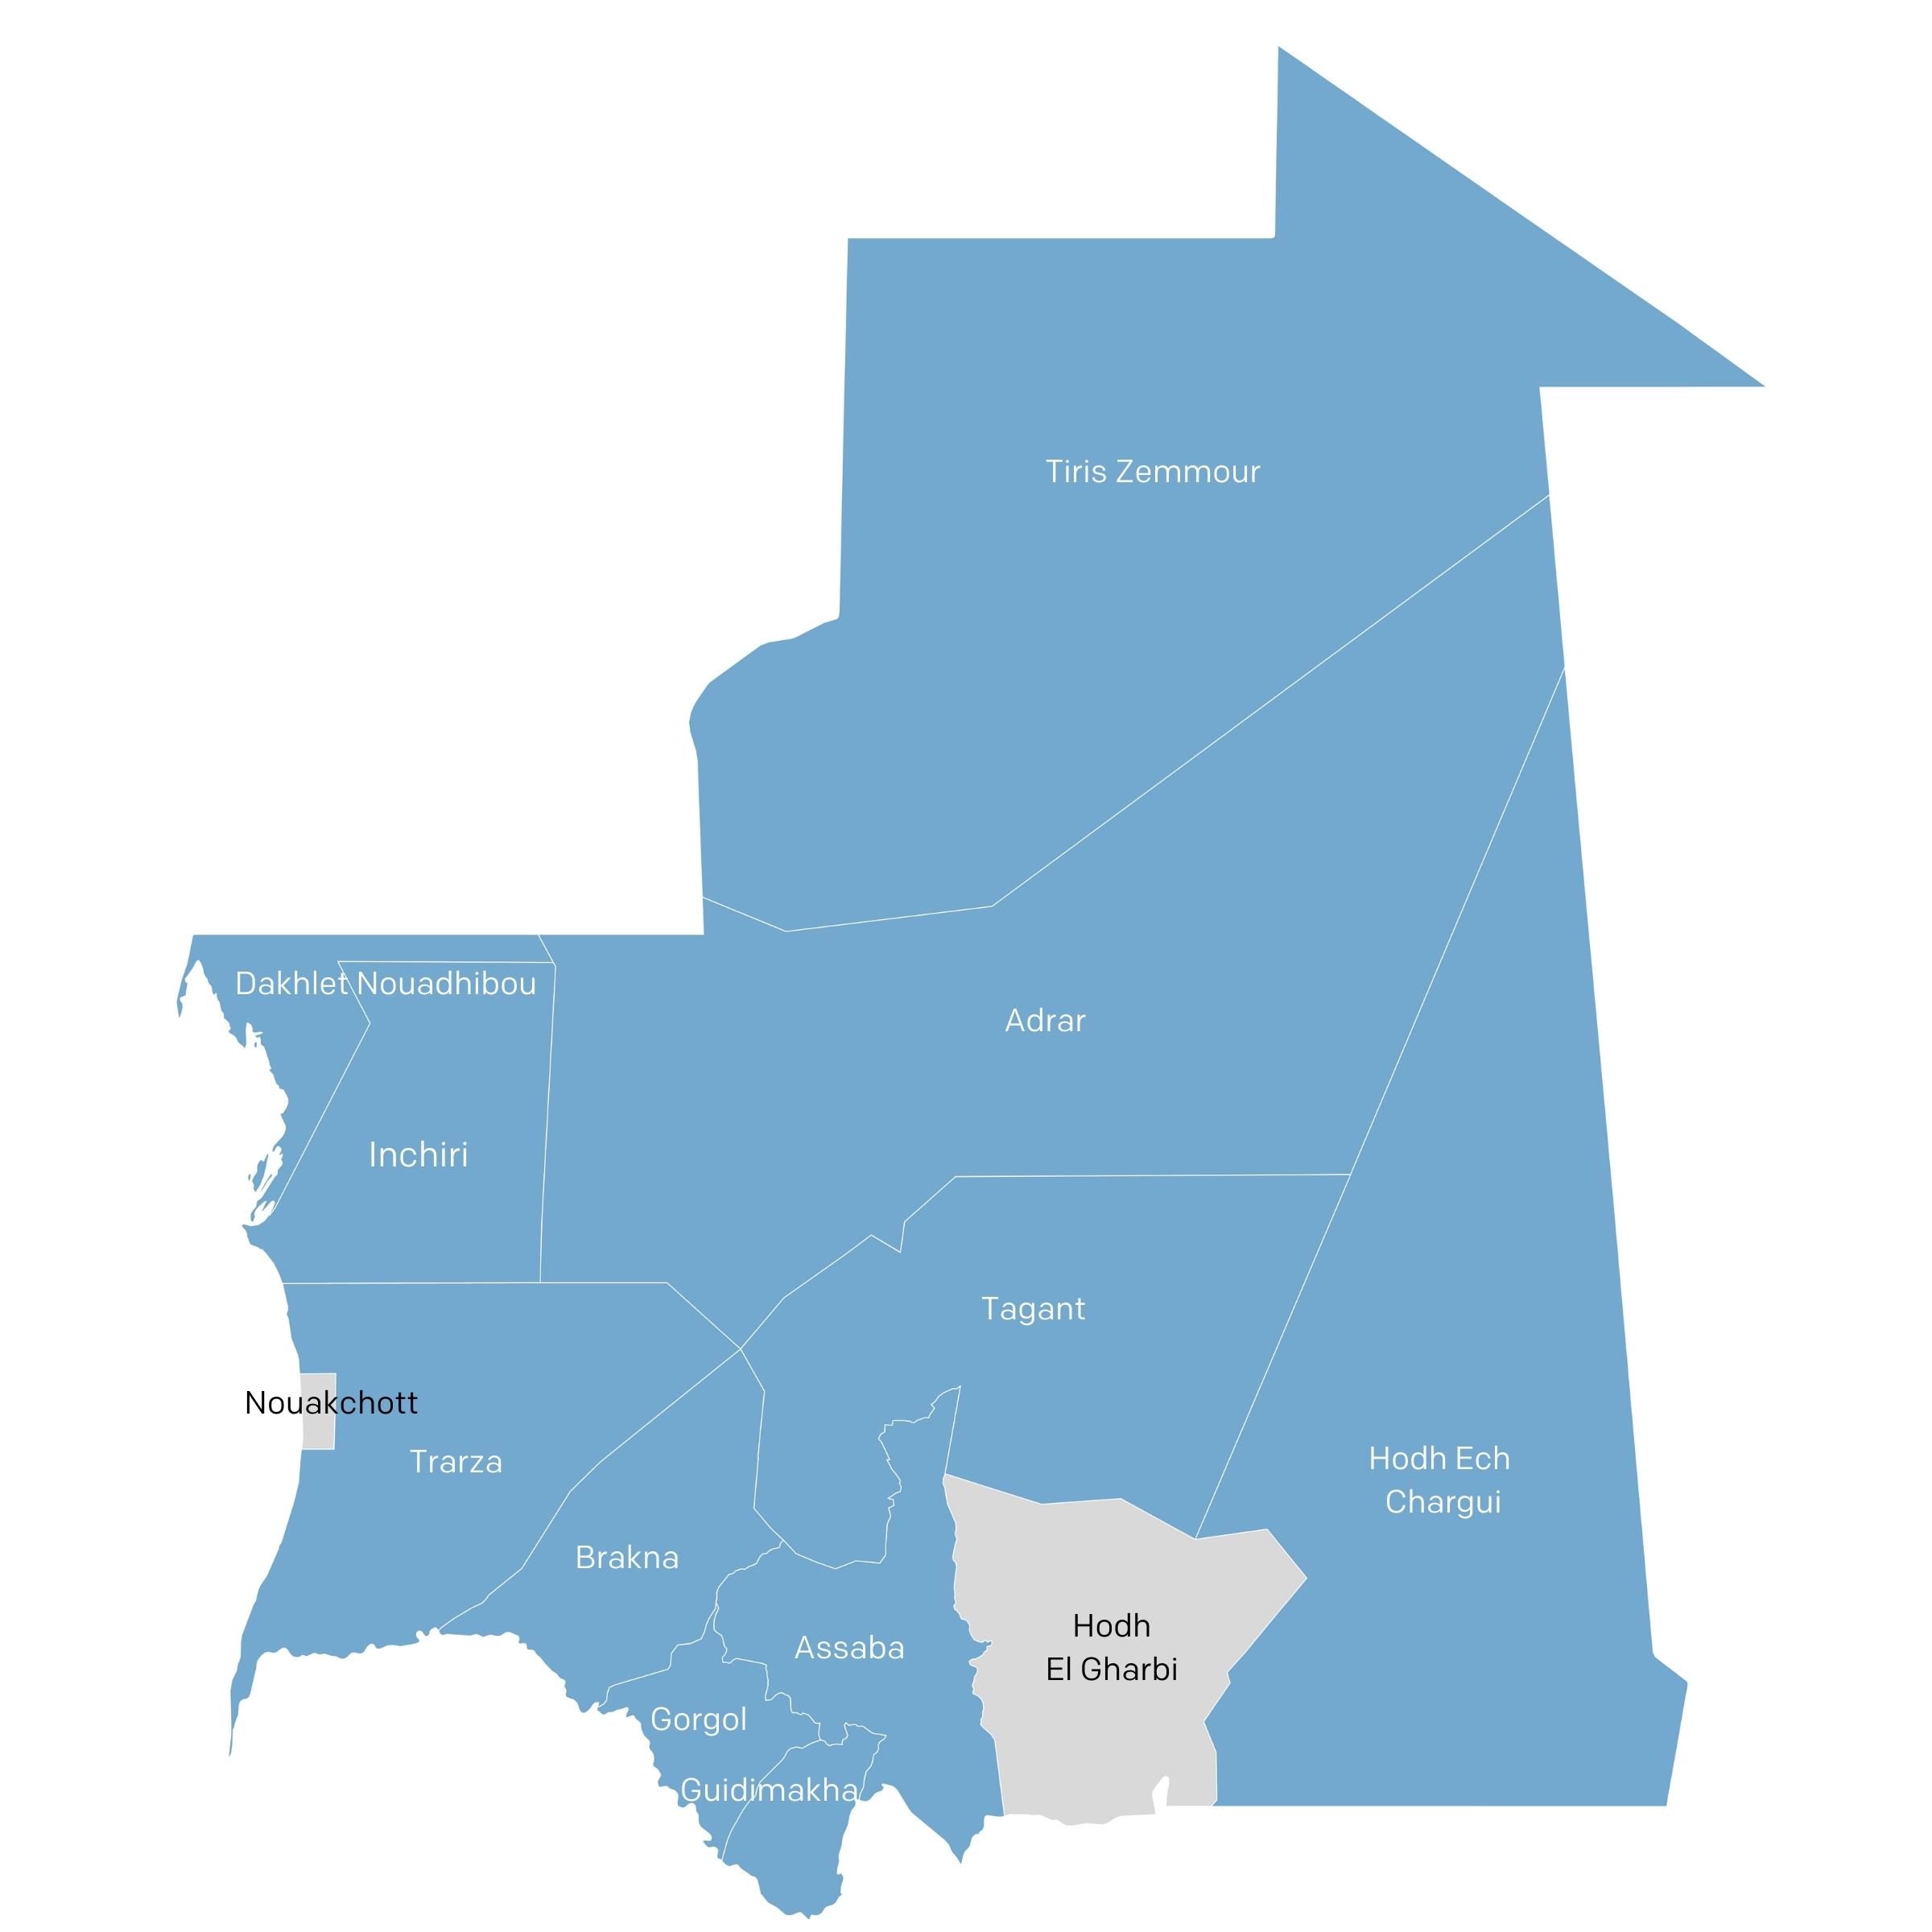 Tiris Zemmour
Dakhlet Nouadhibou
Adrar
Inchiri
Tagant
Nouakchott
Trarza
Hodh Ech
Chargui
Brakna
Hodh
El Gharbi
Assaba
Gorgol
Guidimakha